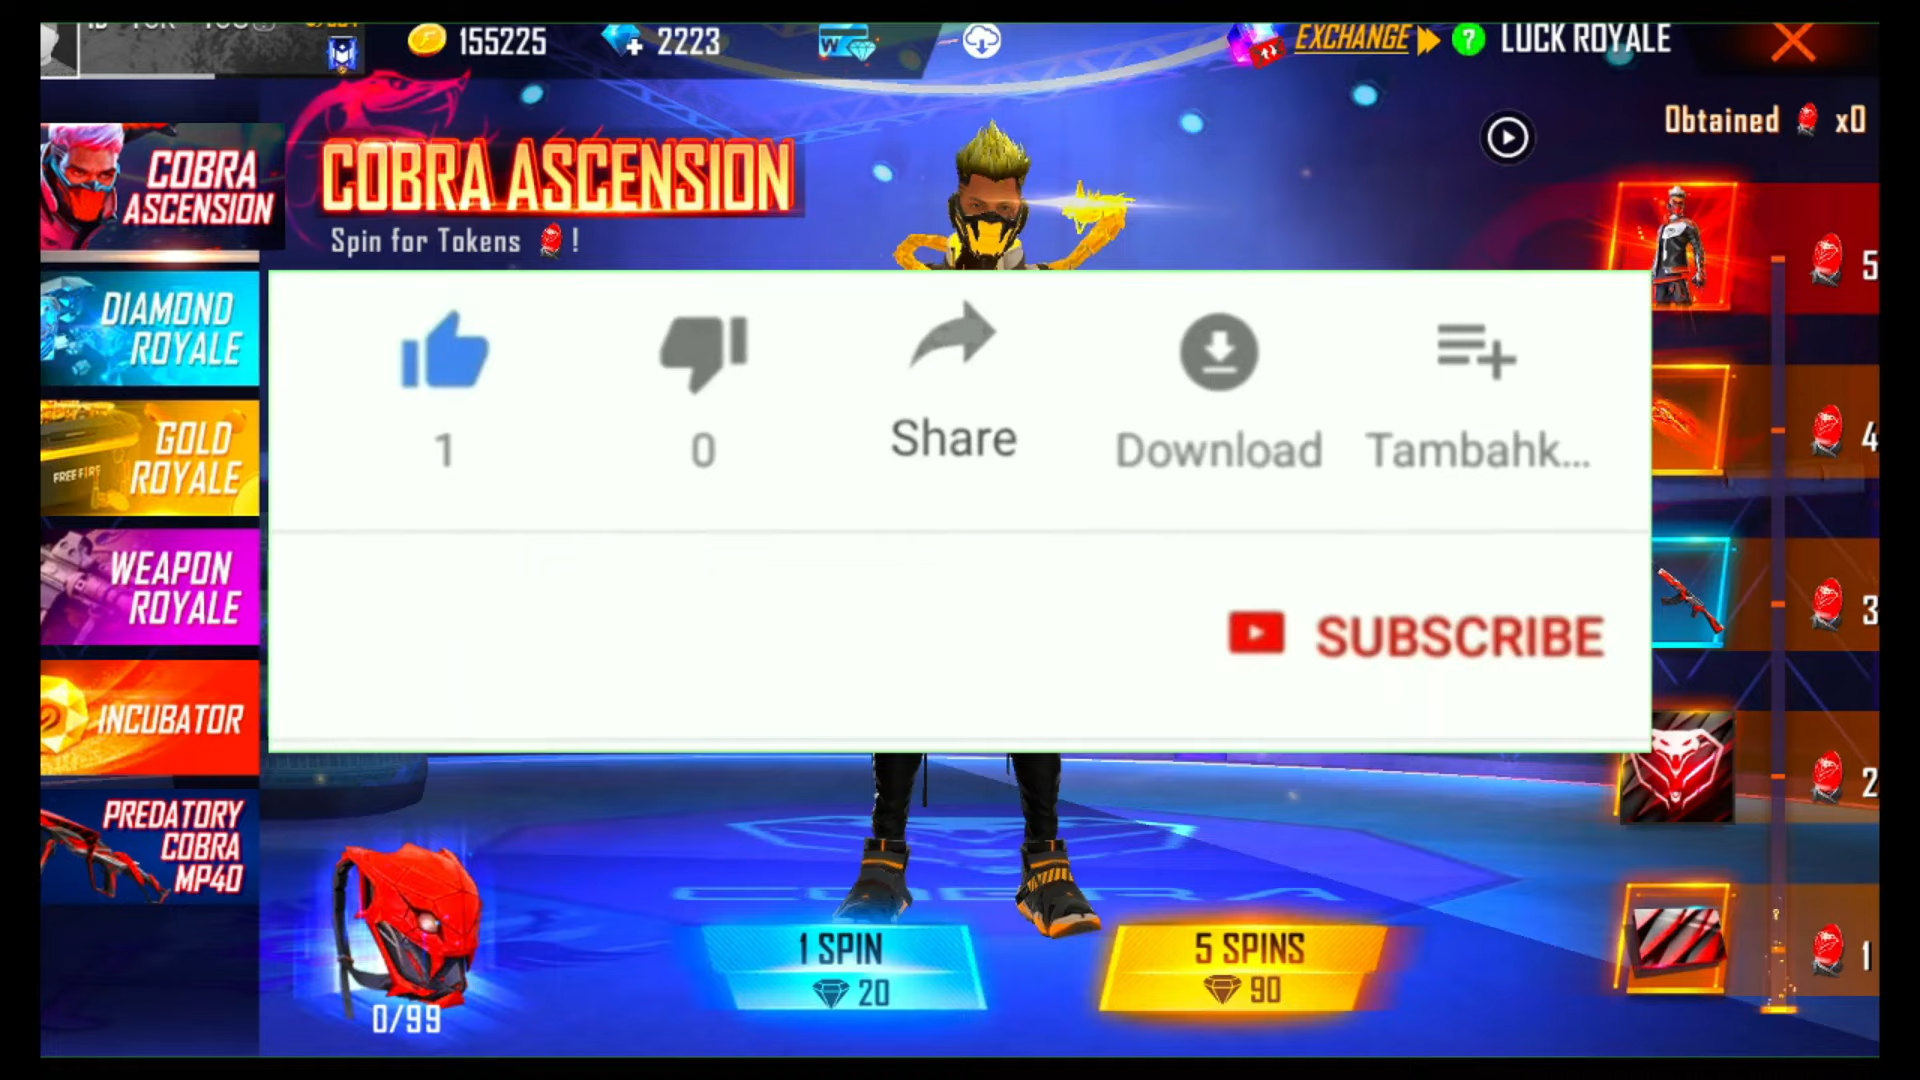 155225
2223
W
EXCHANGE
? LUCK ROYALE
Obtained x0
COBRA
ASCENSION
COBRA ASCENSION
Spin for Tokens !
DIAMOND
ROYALE
GOLD
ROYALE
FREE FIRE
WEAPON
ROYALE
INCUBATOR
PREDATORY
COBRA
MP40
1
0
Share
Download
Tambahk...
SUBSCRIBE
5
4
3
2
1
COBRA
0/99
1 SPIN
20
5 SPINS
90